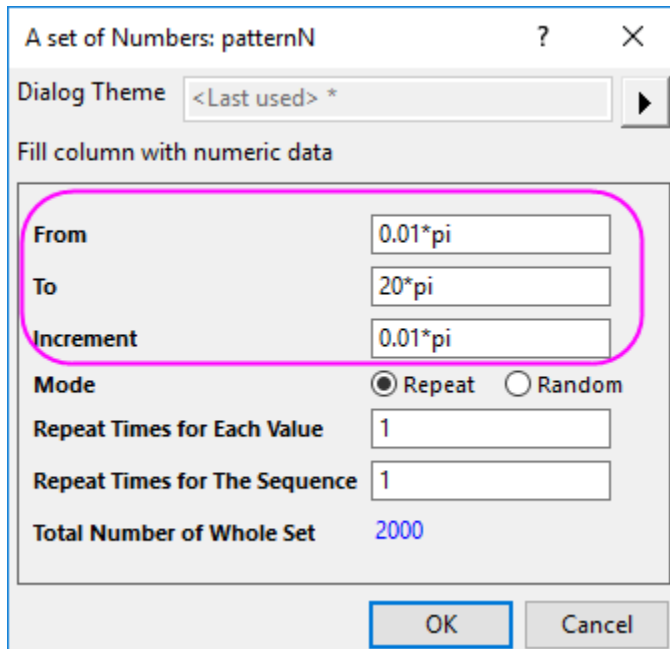 A set of Numbers: patternN ?
Dialog Theme <Last used> *
Fill column with numeric data
From 0.01*pi
To 20*pi
Increment 0.01*pi
Mode Repeat Random
Repeat Times for Each Value 1
Repeat Times for The Sequence 1
Total Number of Whole Set 2000
OK Cancel